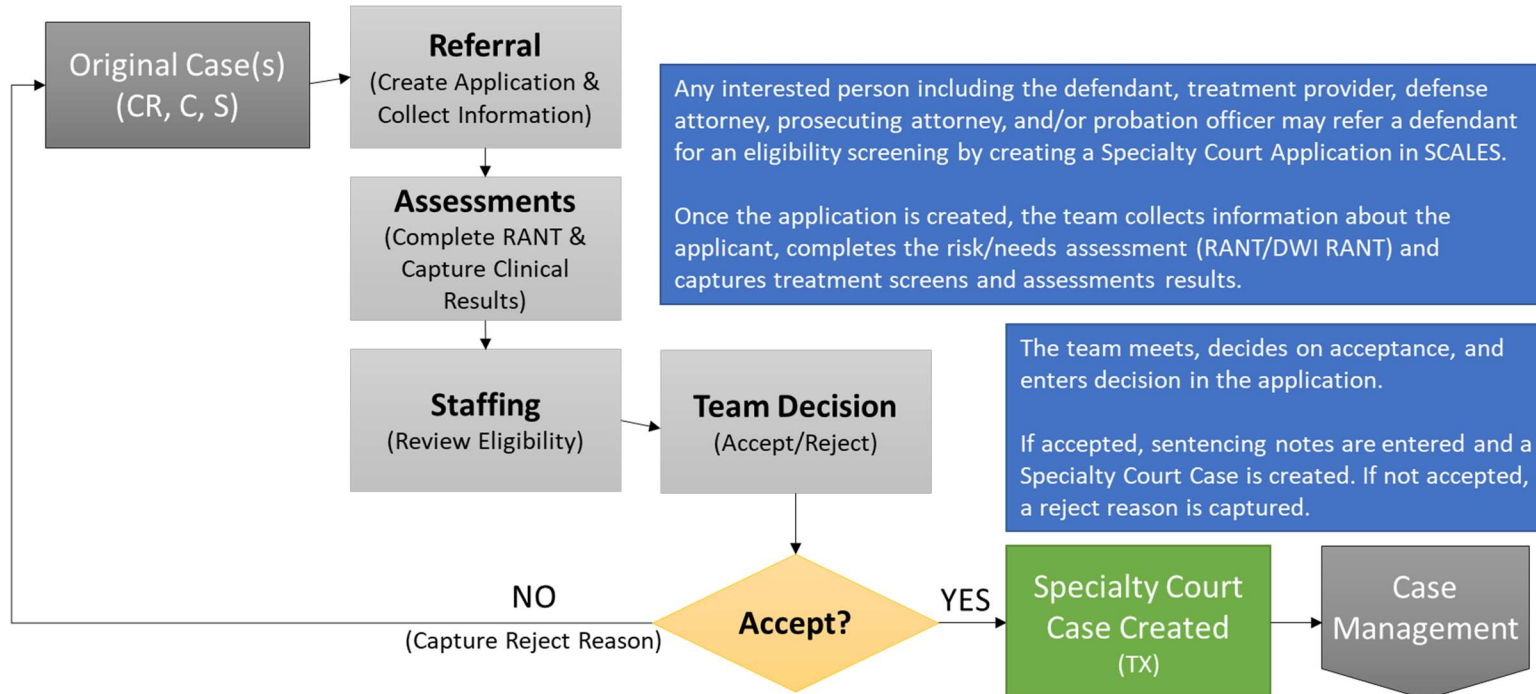 Original Case(s)
(CR, C, S)
Referral
(Create Application &
Collect Information)
Any interested person including the defendant, treatment provider, defense
attorney, prosecuting attorney, and/or probation officer may refer a defendant
for an eligibility screening by creating a Specialty Court Application in SCALES.
Once the application is created, the team collects information about the
applicant, completes the risk/needs assessment (RANT/DWI RANT) and
captures treatment screens and assessments results.
Assessments
(Complete RANT &
Capture Clinical
Results)
Staffing
(Review Eligibility)
Team Decision
(Accept/Reject)
The team meets, decides on acceptance, and
enters decision in the application.
If accepted, sentencing notes are entered and a
Specialty Court Case is created. If not accepted,
a reject reason is captured.
NO
(Capture Reject Reason)
Accept?
YES
Specialty Court
Case Created
(TX)
Case
Management